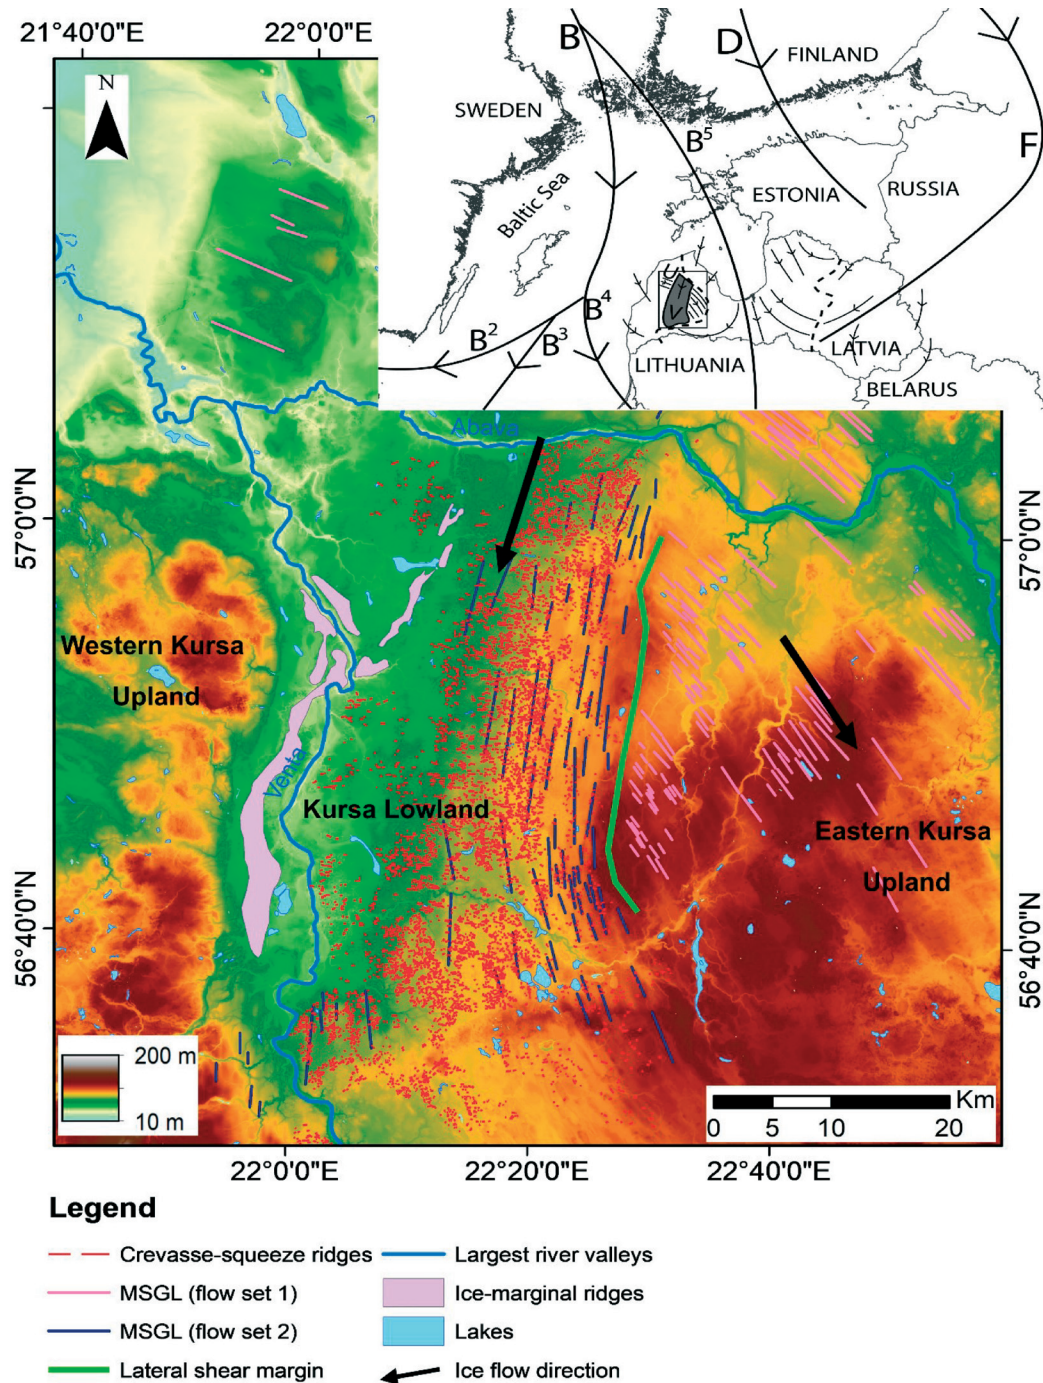 21°40'0"E
22°0'0"E
N
B
D
FINLAND
SWEDEN
B5
F
ESTONIA
RUSSIA
Baltic Sea
B4
B2
B3
LITHUANIA
LATVIA
BELARUS
Abava
57°0'0"N
57°0'0"N
Western Kursa
Upland
Venta
Kursa Lowland
Eastern Kursa
Upland
56°40'0"N
56°40'0"N
200 m
10 m
Km
0 5 10 20
22°0'0"E
22°20'0"E
22°40'0"E
Legend
Crevasse-squeeze ridges
MSGL (flow set 1)
MSGL (flow set 2)
Lateral shear margin
Largest river valleys
Ice-marginal ridges
Lakes
Ice flow direction